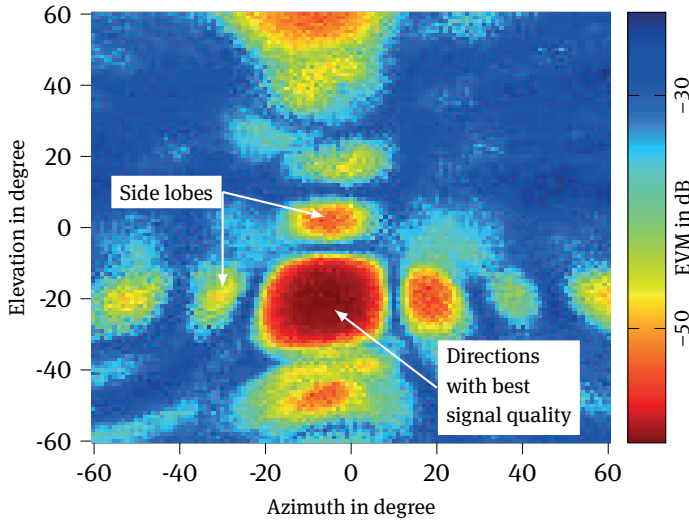 60
40
20
0
-20
-40
-60
Elevation in degree
-60
-40
-20
0
20
40
60
Azimuth in degree
Side lobes
Directions
with best
signal quality
−30
−50
EVM in dB